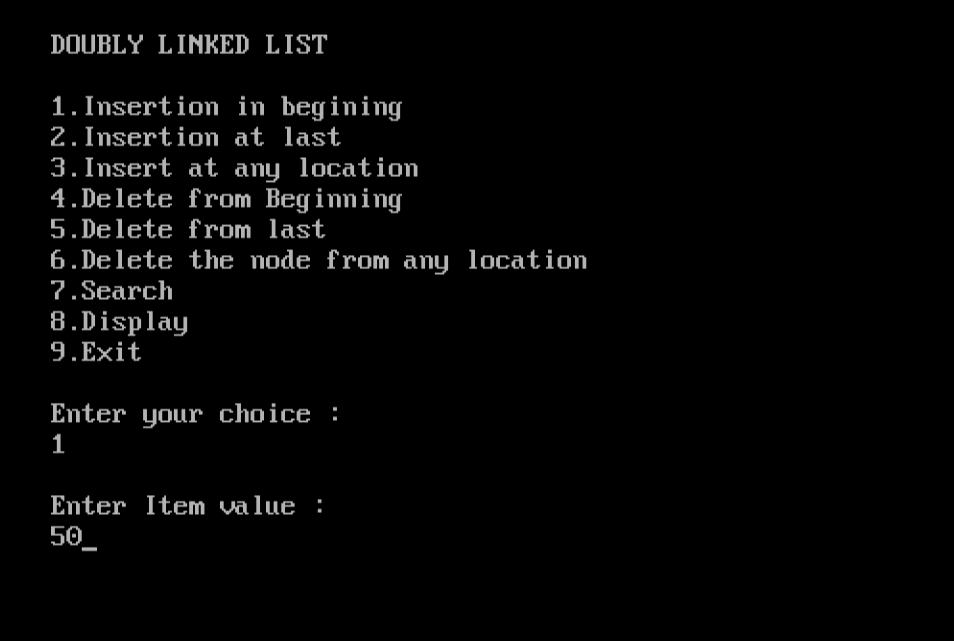 DOUBLY LINKED LIST
1.Insertion in begining
2.Insertion at last
3.Insert at any location
4.Delete from Beginning
5.Delete from last
6.Delete the node from any location
7.Search
8.Display
9.Exit
Enter your choice :
1
Enter Item value :
50_